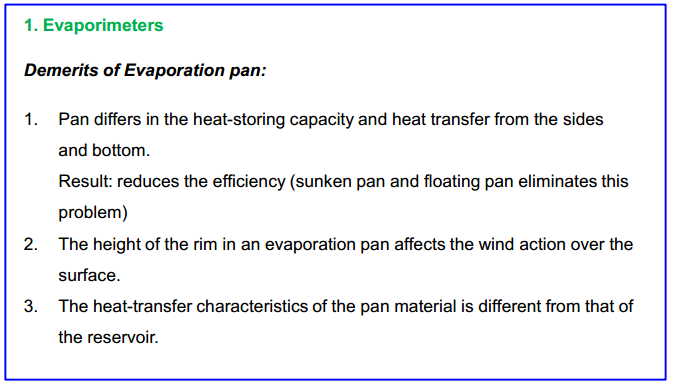 1. Evaporimeters
Demerits of Evaporation pan:
1. Pan differs in the heat-storing capacity and heat transfer from the sides
and bottom.
Result: reduces the efficiency (sunken pan and floating pan eliminates this
problem)
2. The height of the rim in an evaporation pan affects the wind action over the
surface.
3. The heat-transfer characteristics of the pan material is different from that of
the reservoir.